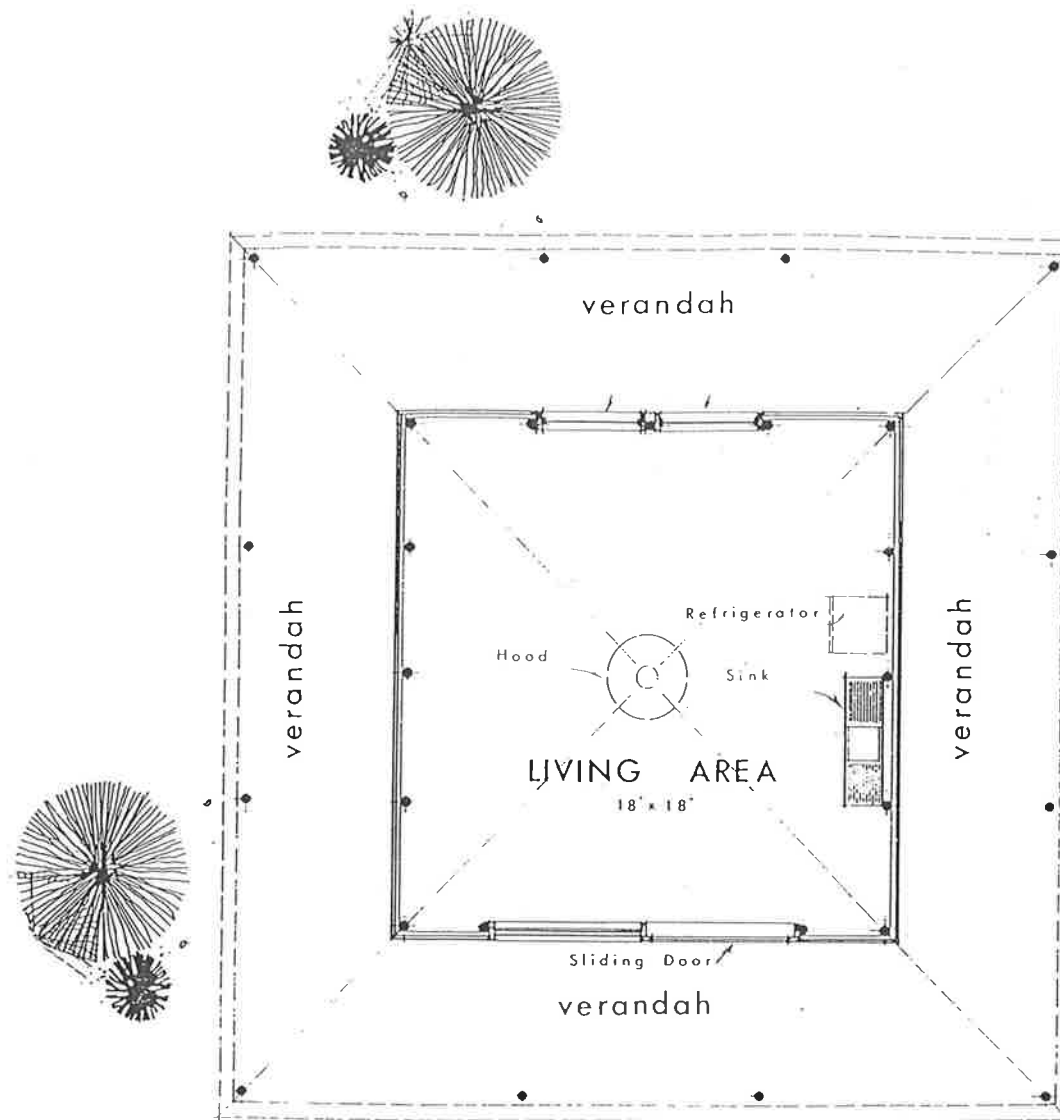 verandah
Refrigerator
Hood
Sink
verandah
verandah
LIVING AREA
18' x 18'
Sliding Door
verandah